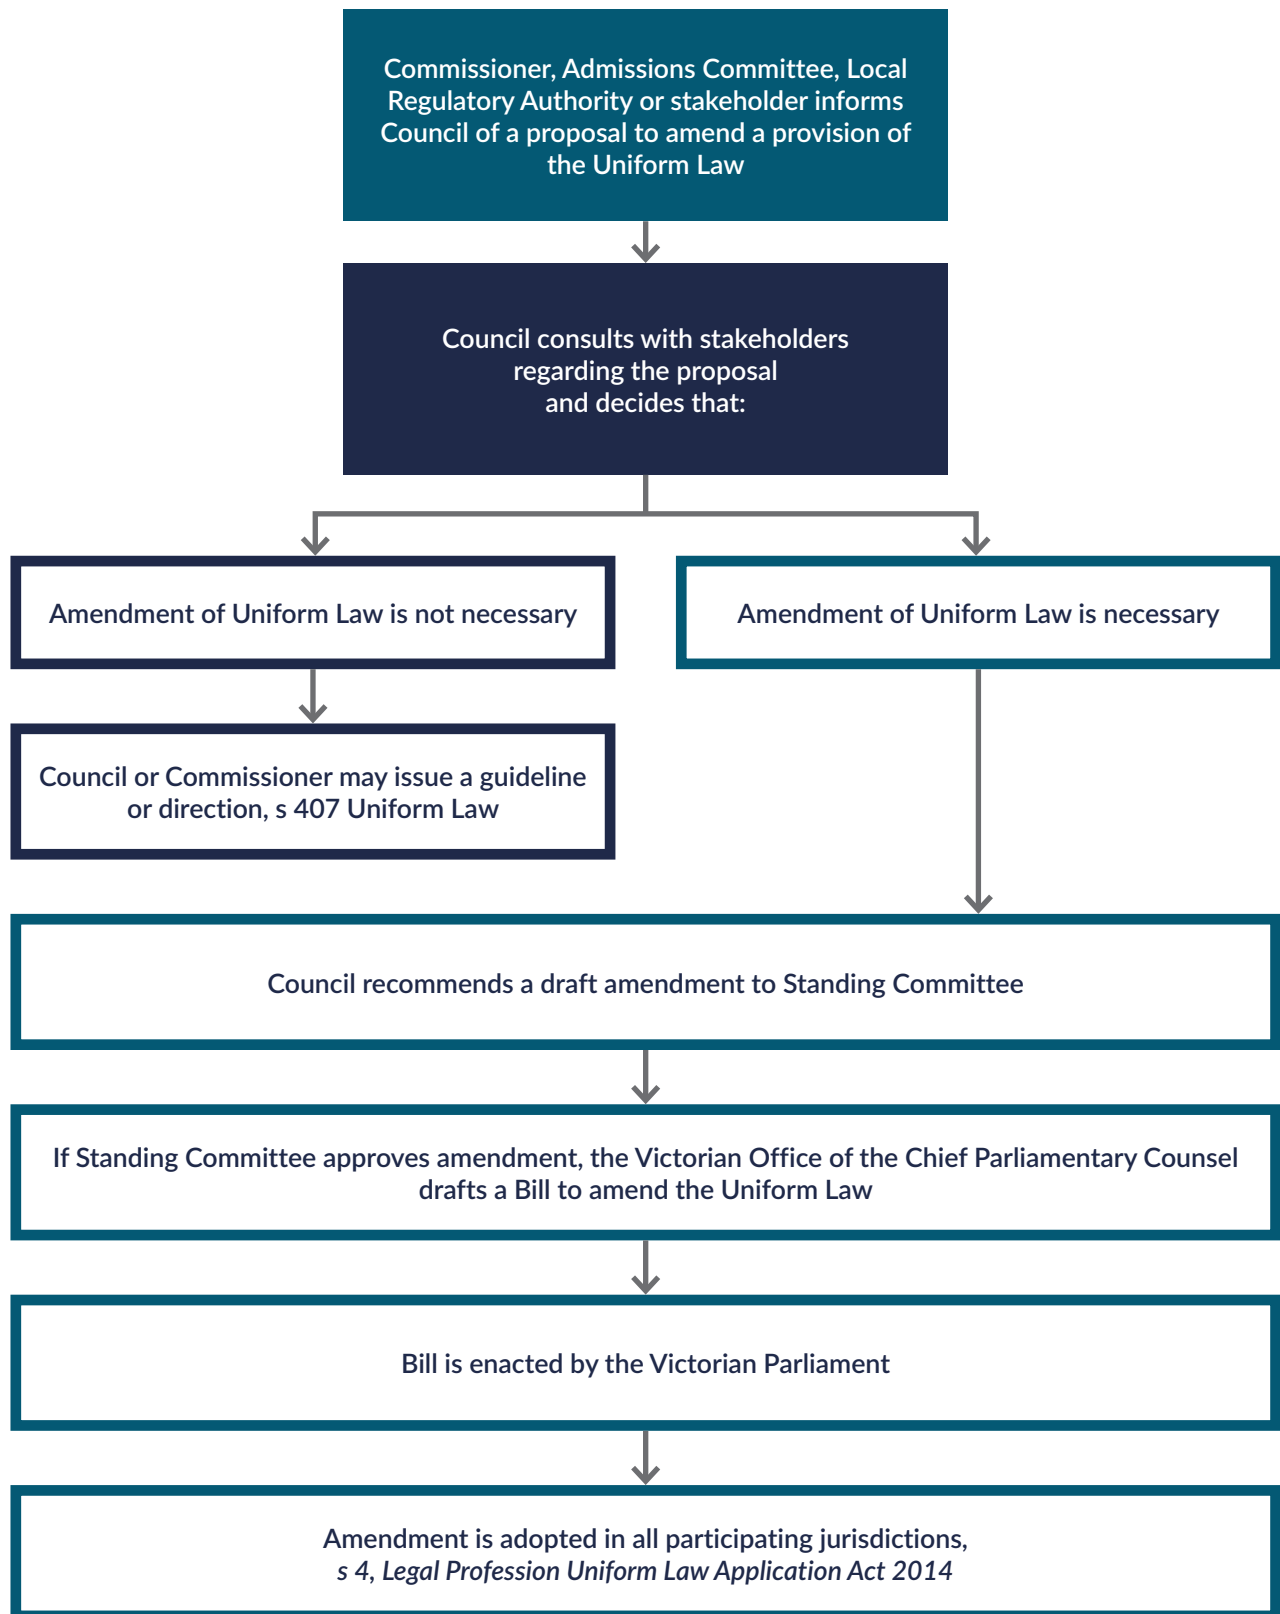 Commissioner, Admissions Committee, Local
Regulatory Authority or stakeholder informs
Council of a proposal to amend a provision of
the Uniform Law
Council consults with stakeholders
regarding the proposal
and decides that:
Amendment of Uniform Law is not necessary
Amendment of Uniform Law is necessary
Council or Commissioner may issue a guideline
or direction, s 407 Uniform Law
Council recommends a draft amendment to Standing Committee
If Standing Committee approves amendment, the Victorian Office of the Chief Parliamentary Counsel
drafts a Bill to amend the Uniform Law
Bill is enacted by the Victorian Parliament
Amendment is adopted in all participating jurisdictions,
s 4, Legal Profession Uniform Law Application Act 2014